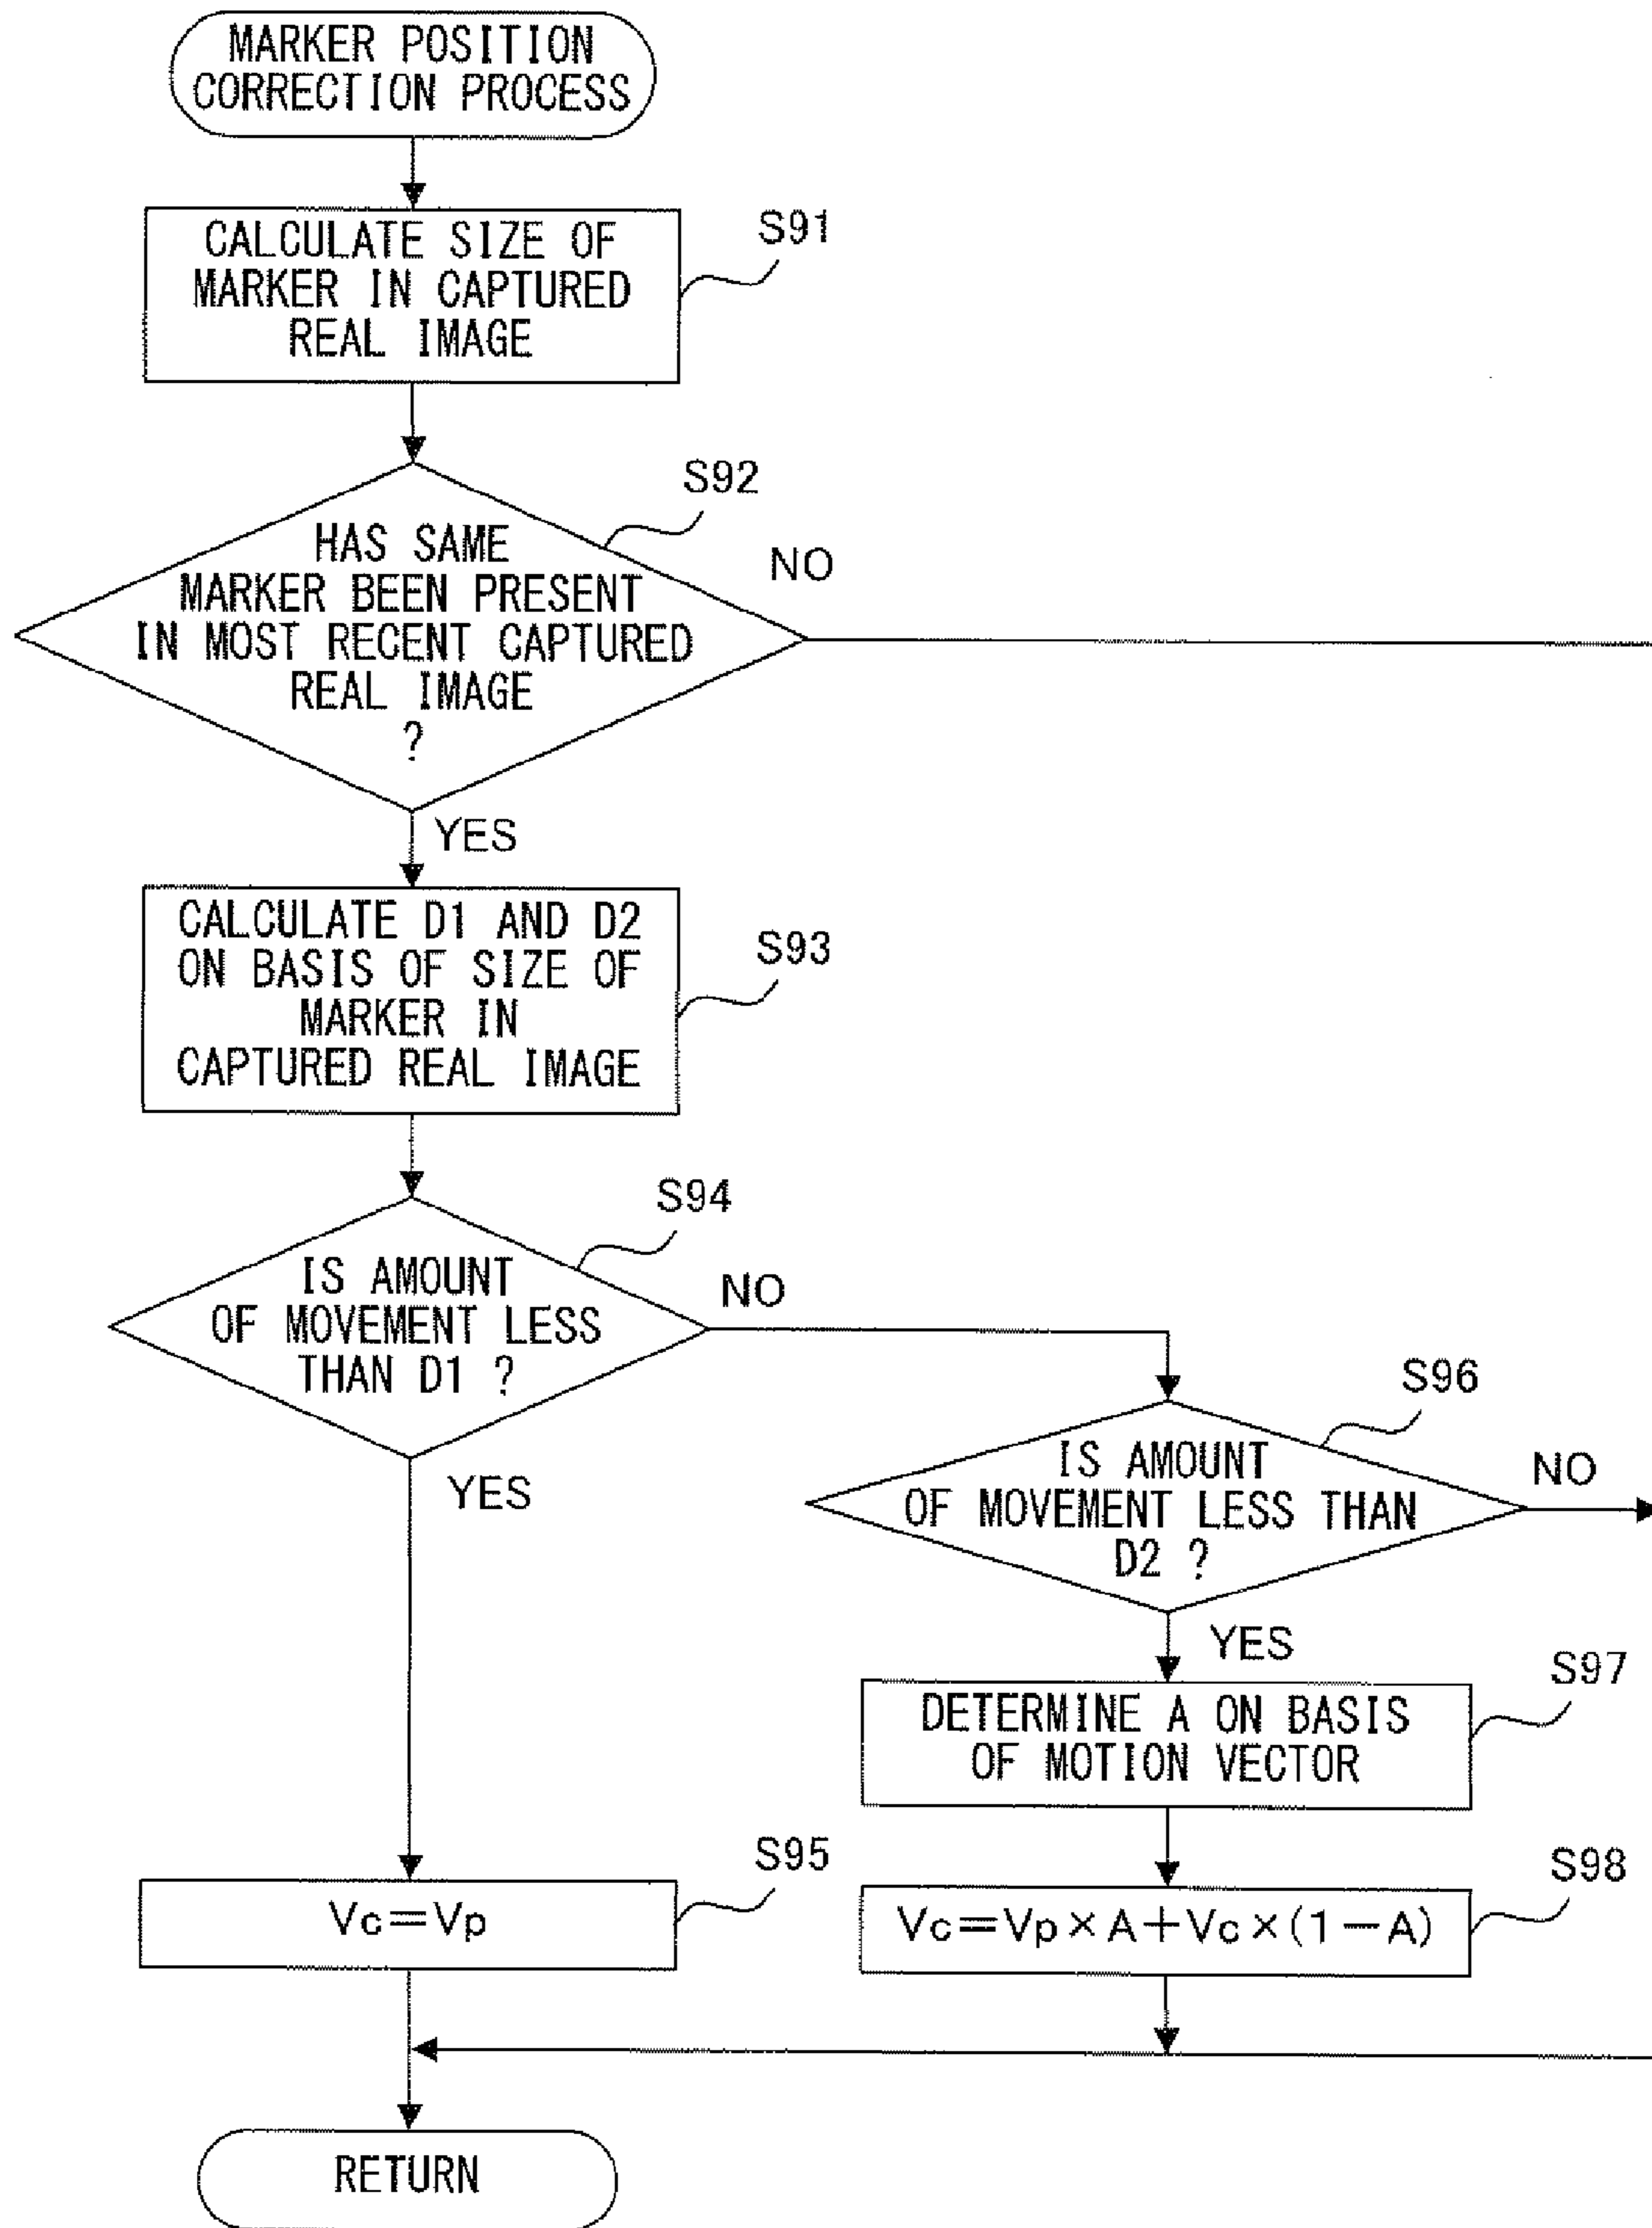 MARKER POSITION
CORRECTION PROCESS
S91
CALCULATE SIZE OF
MARKER IN CAPTURED
REAL IMAGE
S92
HAS SAME
MARKER BEEN PRESENT
IN MOST RECENT CAPTURED
REAL IMAGE
?
NO
YES
S93
CALCULATE D1 AND D2
ON BASIS OF SIZE OF
MARKER IN
CAPTURED REAL IMAGE
S94
IS AMOUNT
OF MOVEMENT LESS
THAN D1 ?
NO
YES
S96
IS AMOUNT
OF MOVEMENT LESS THAN
D2 ?
NO
YES
S97
DETERMINE A ON BASIS
OF MOTION VECTOR
S95
Vc=Vp
S98
Vc=Vp×A+Vc×(1-A)
RETURN